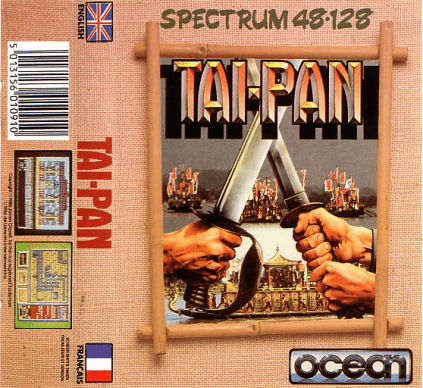 SPECTRUM 48·128
TAI-PAN
ocean
ENGLISH
5 013156 010910
TAI-PAN
FRANÇAIS